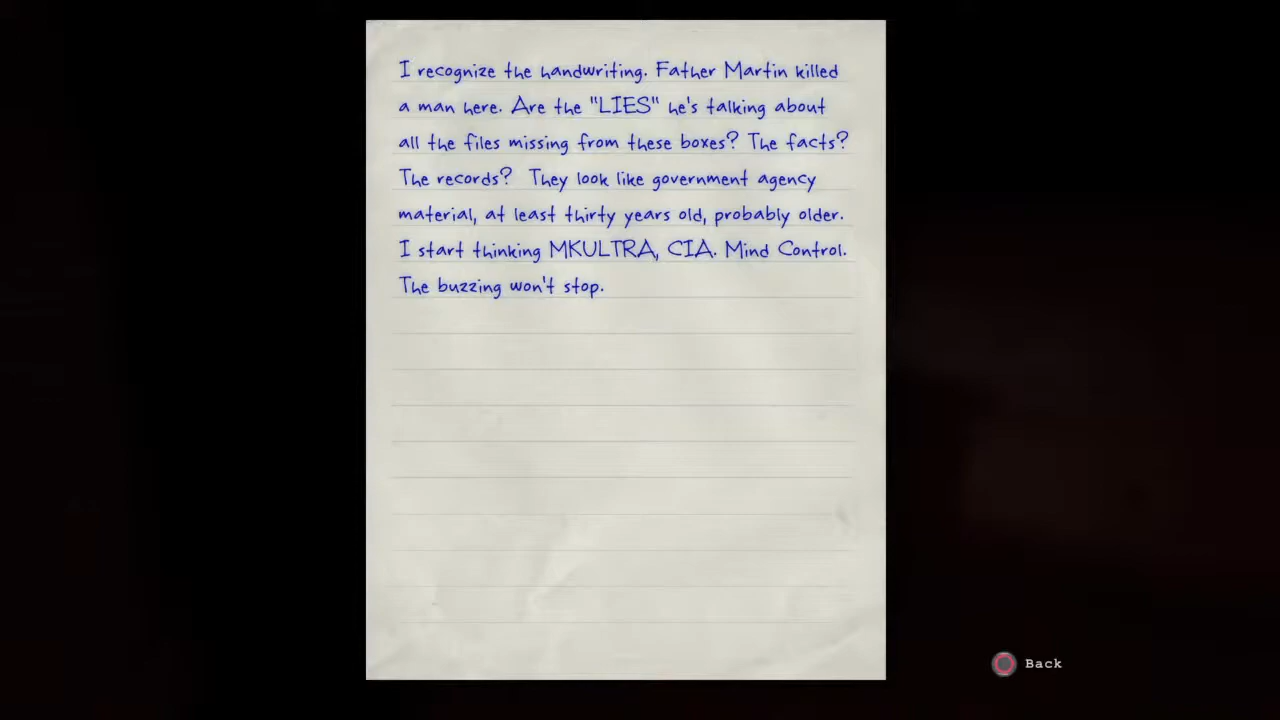 I recognize the handwriting. Father Martin killed
a man here. Are the "LIES" he's talking about
all the files missing from these boxes? The facts?
The records?  They look like government agency
material, at least thirty years old, probably older.
I start thinking MKULTRA, CIA. Mind Control.
The buzzing won't stop.
Back